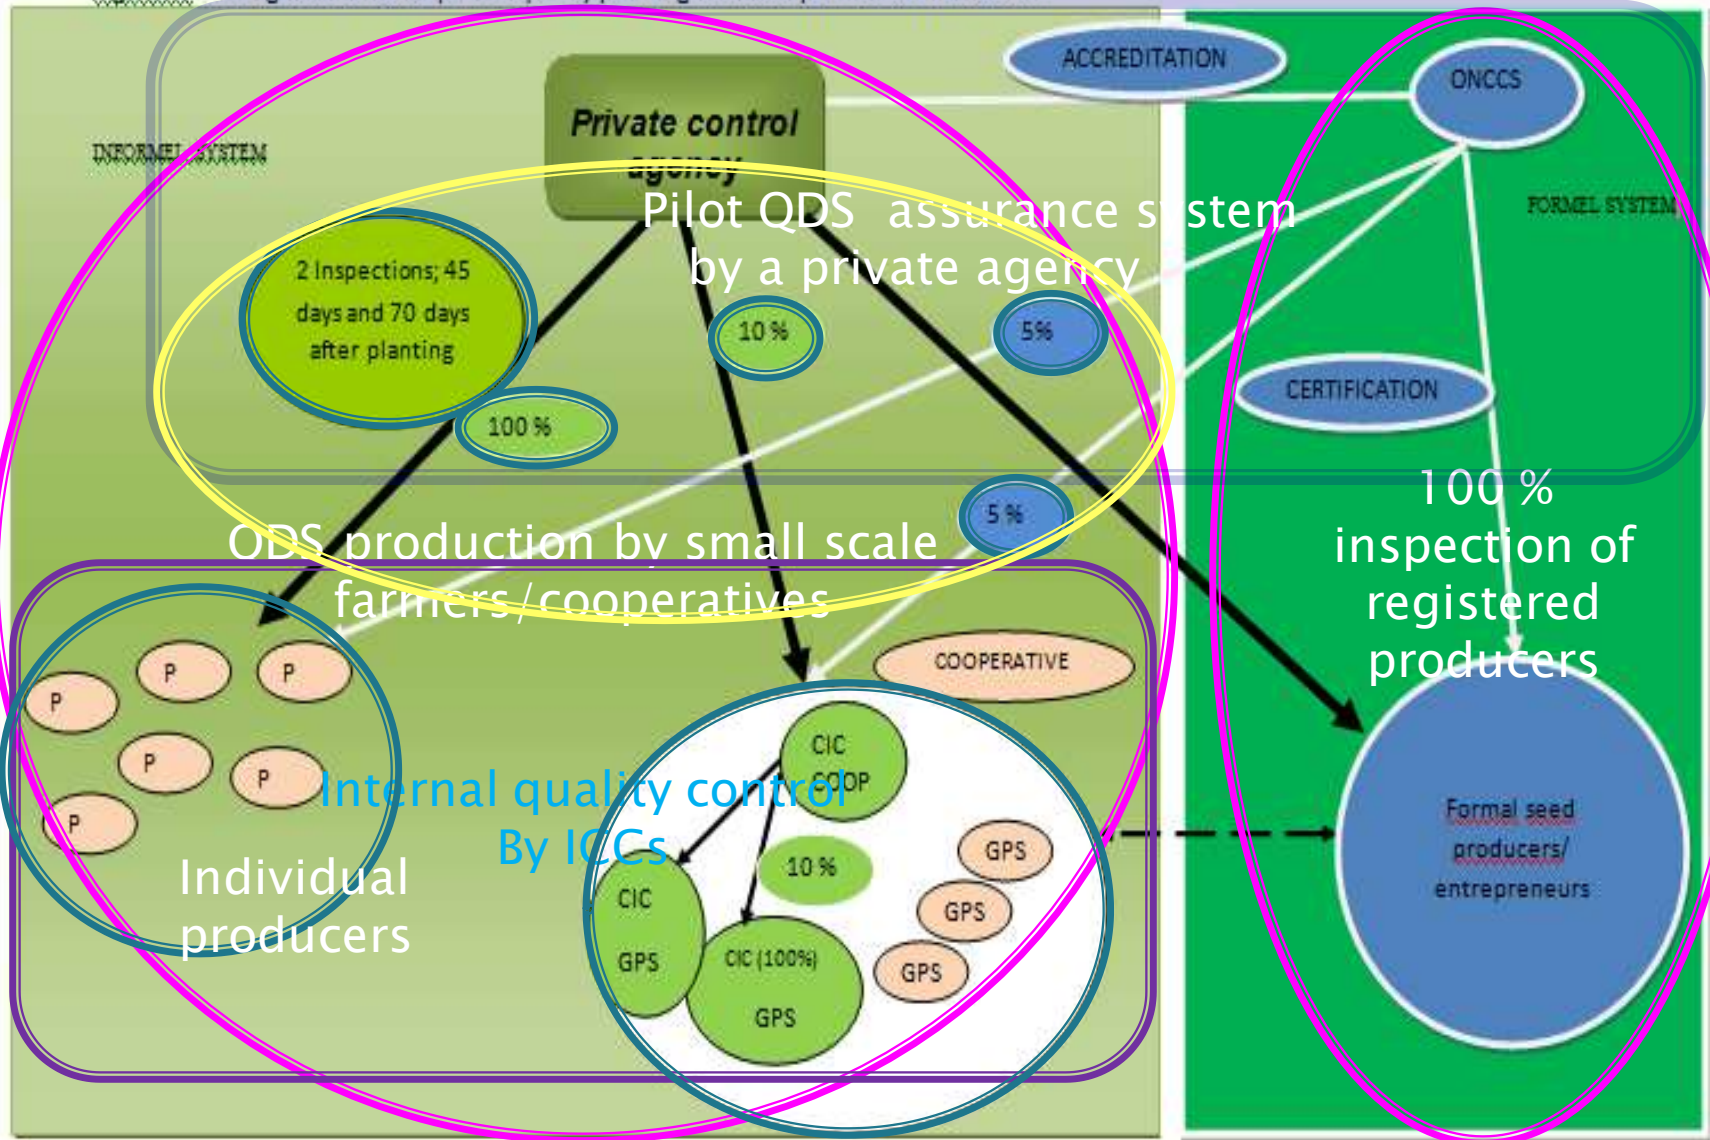 ACCREDITATION
ONCCS
Private control
agency
INFORMEL SYSTEM
FORMEL SYSTEM
Pilot QDS assurance system
by a private agency
2 Inspections; 45
days and 70 days
after planting
10 %
5%
100 %
CERTIFICATION
5 %
100 %
inspection of
registered
producers
QDS production by small scale
farmers/cooperatives
COOPERATIVE
P
P
P
P
P
P
Internal quality control
By ICCs
Individual
producers
CIC
COOP
10 %
CIC
GPS
CIC (100%)
GPS
GPS
GPS
GPS
Formal seed
producers/
entrepreneurs